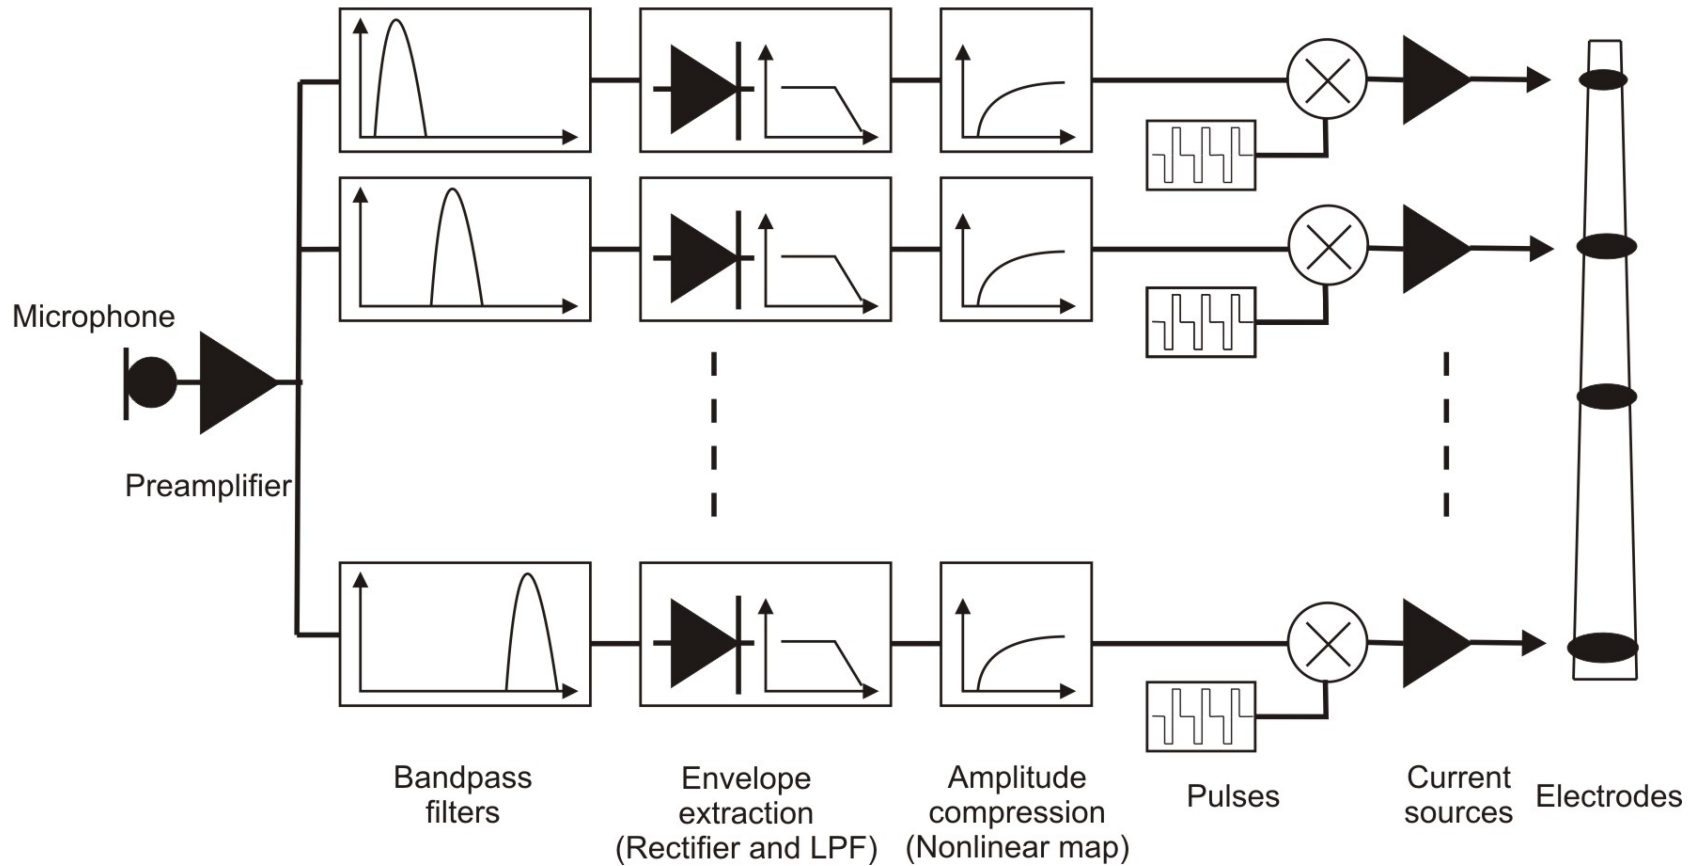 Microphone
Preamplifier
Bandpass
filters
Envelope
extraction
(Rectifier and LPF)
Amplitude
compression
(Nonlinear map)
Pulses
Current
sources
Electrodes